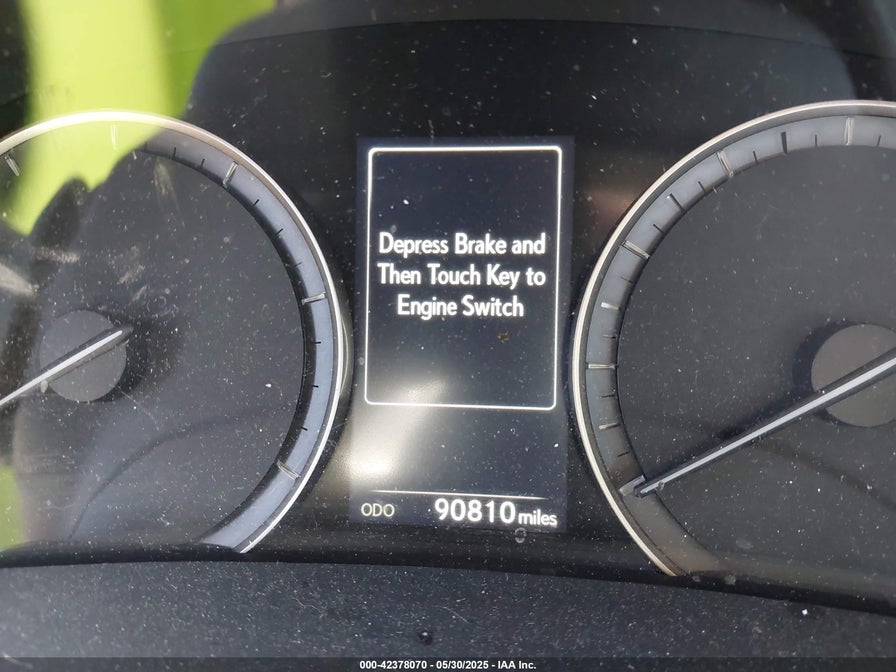 Depress Brake and
Then Touch Key to
Engine Switch
ODO 90810 miles
000-42378070 - 05/30/2025 - IAA Inc.